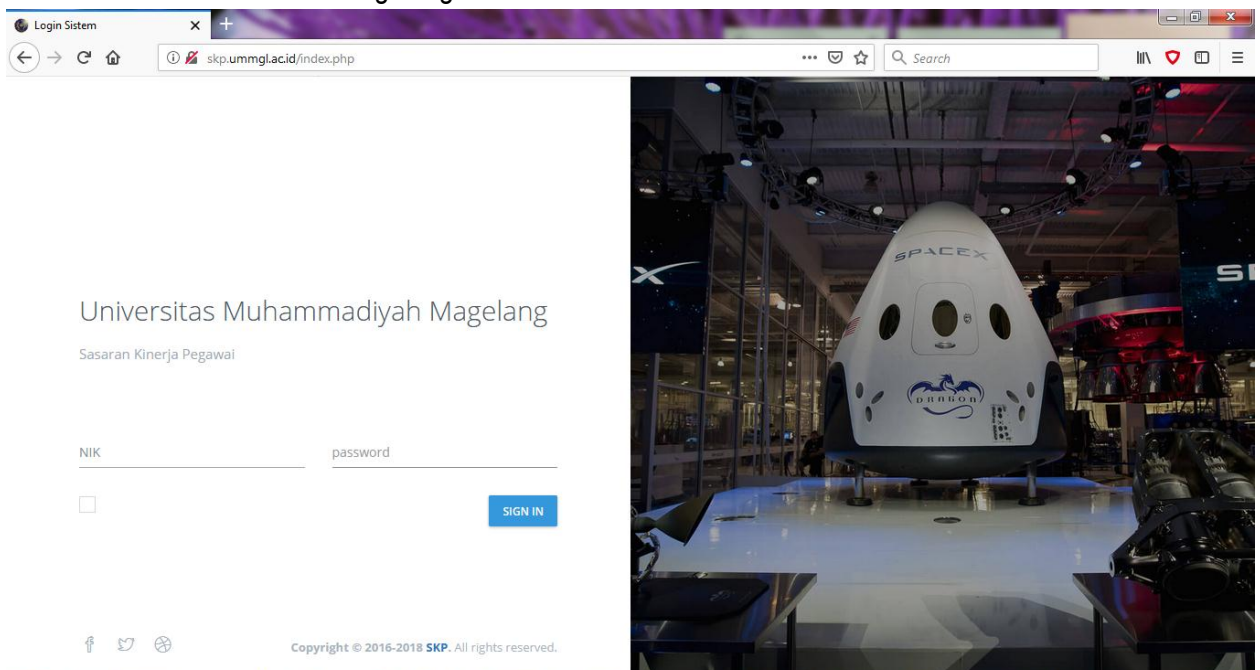 Login Sistem
skp.ummgl.ac.id/index.php
Search
SPACEX
Universitas Muhammadiyah Magelang
Sasaran Kinerja Pegawai
DRAGON
NIK
password
SIGN IN
Copyright © 2016-2018 SKP. All rights reserved.